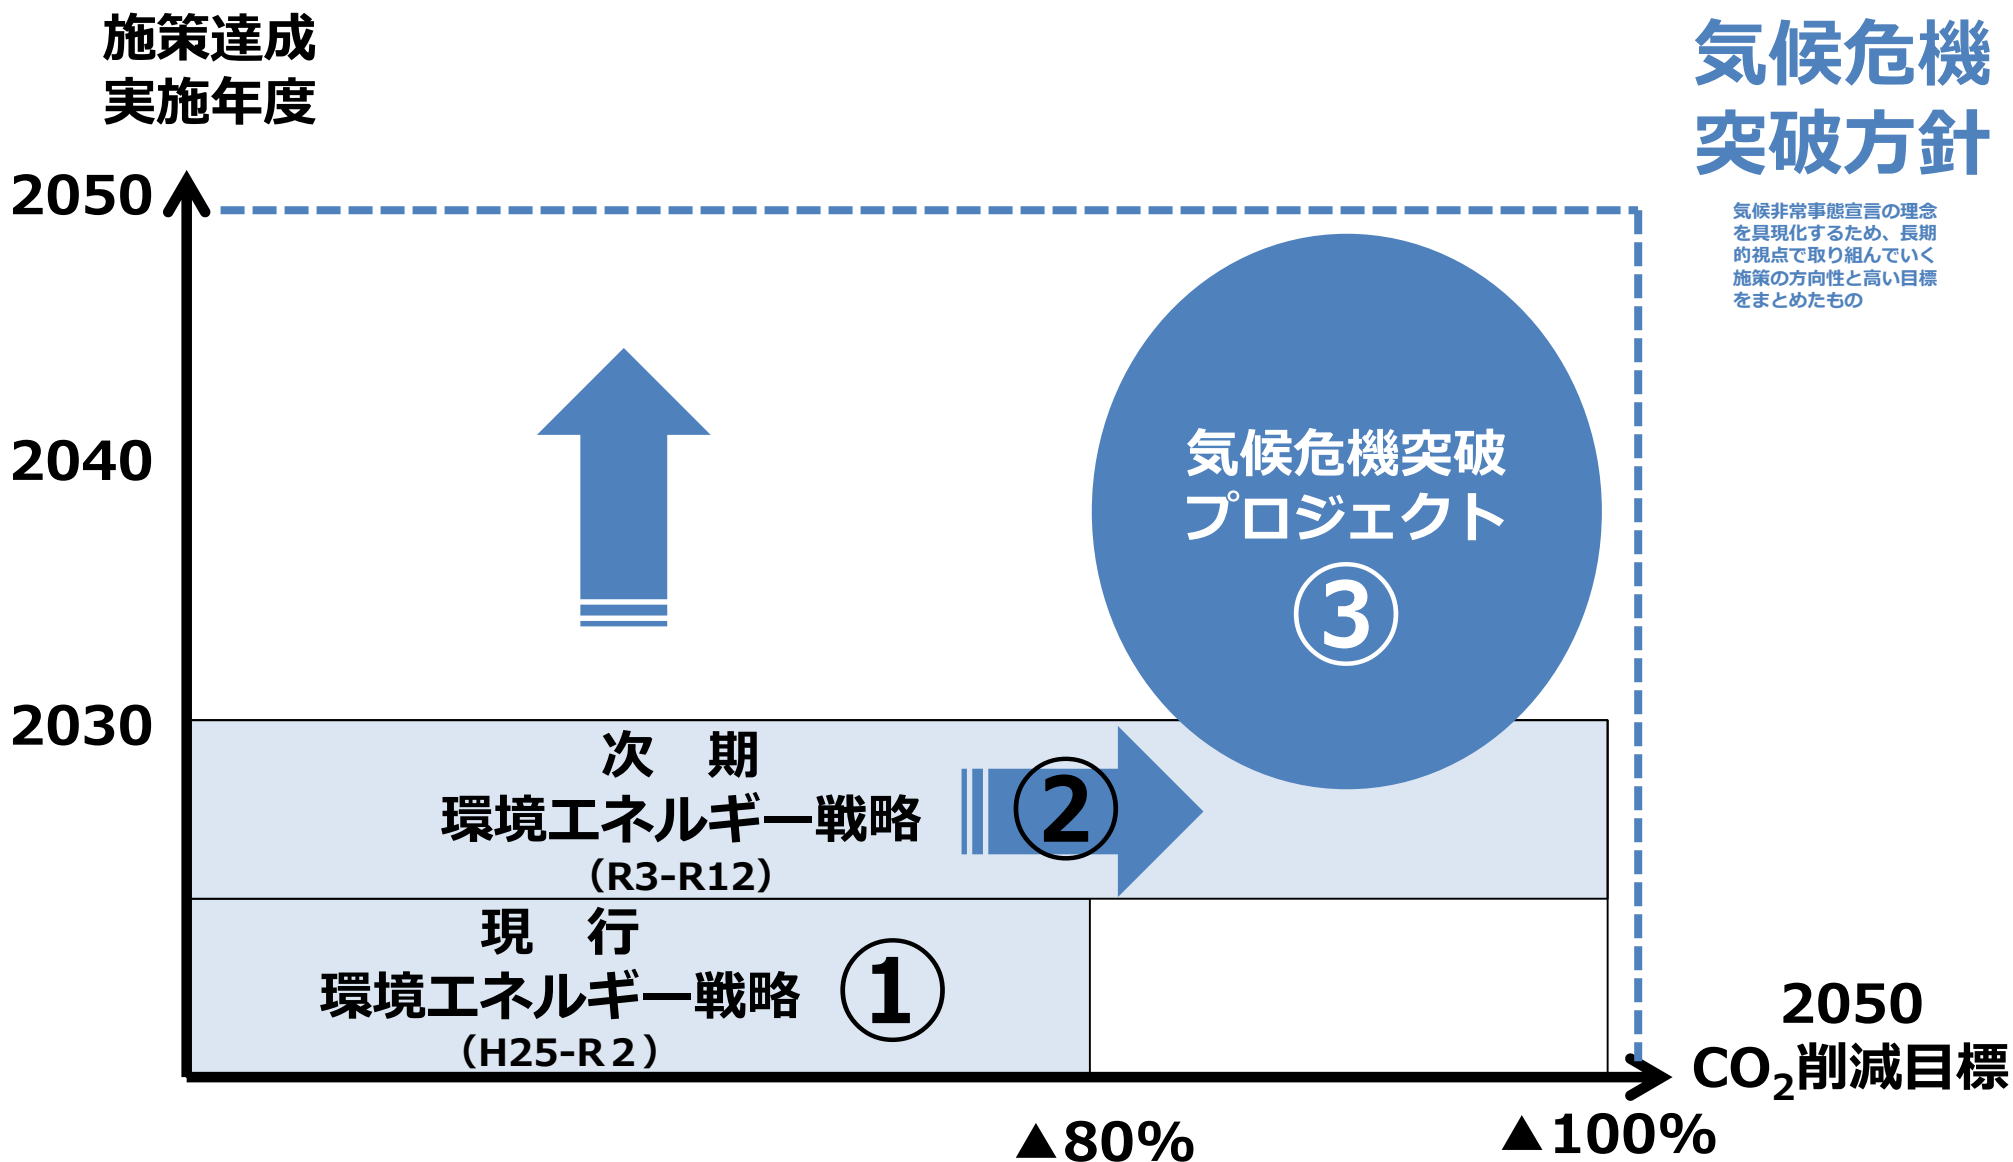 施策達成
実施年度
気候危機
突破方針
気候非常事態宣言の理念
を具現化するため、長期
的視点で取り組んでいく
施策の方向性と高い目標
をまとめたもの
2050
2040
2030
気候危機突破
プロジェクト
③
次　期
環境エネルギー戦略
（R3-R12）
②
現　行
環境エネルギー戦略
（H25-R２）
①
2050
CO₂削減目標
▲80%
▲100%